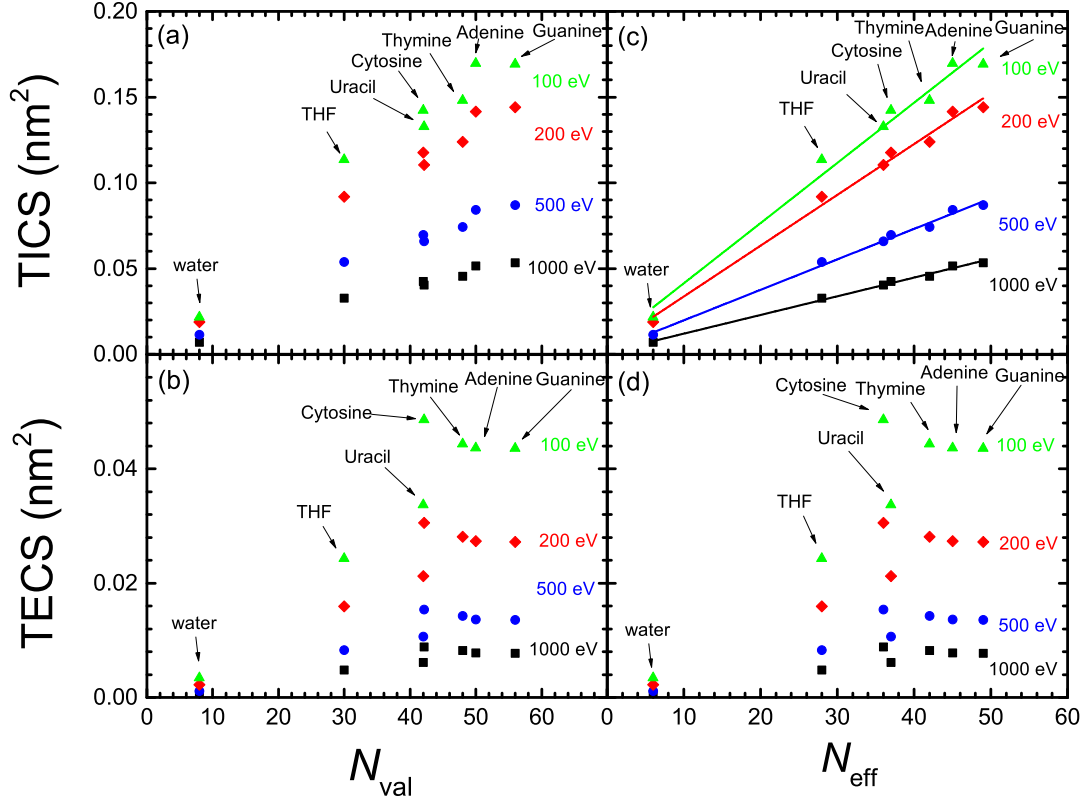 (a)
Thymine
Adenine
Guanine
Cytosine
Uracil
THF
water
100 eV
200 eV
500 eV
1000 eV
TICS (nm²)
0.20
0.15
0.10
0.05
0.00
(c)
Thymine
Adenine
Guanine
Cytosine
Uracil
THF
water
100 eV
200 eV
500 eV
1000 eV
(b)
Thymine
Adenine
Guanine
Cytosine
Uracil
THF
water
100 eV
200 eV
500 eV
1000 eV
TECS (nm²)
0.04
0.02
0.00
0 10 20 30 40 50 60
N_val
(d)
Cytosine
Thymine
Adenine
Guanine
Uracil
THF
water
100 eV
200 eV
500 eV
1000 eV
10 20 30 40 50 60
N_eff